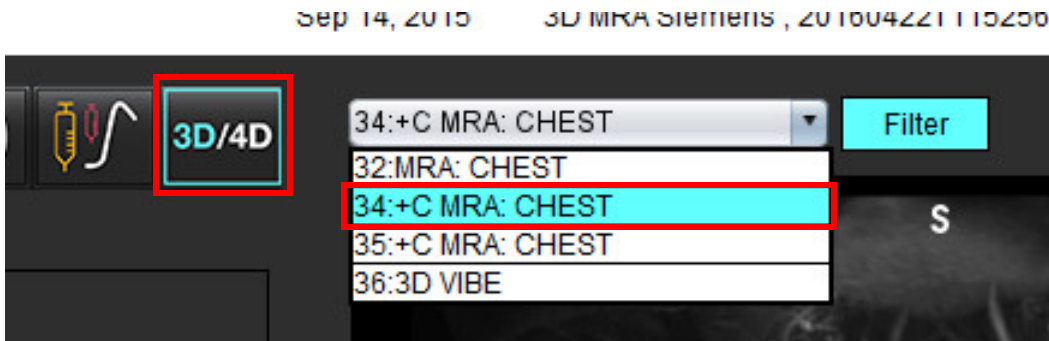 Sep 14, 2015 3D MRA Siemens , 201604221115256
3D/4D
34:+C MRA: CHEST
Filter
32:MRA: CHEST
34:+C MRA: CHEST
35:+C MRA: CHEST
36:3D VIBE
S